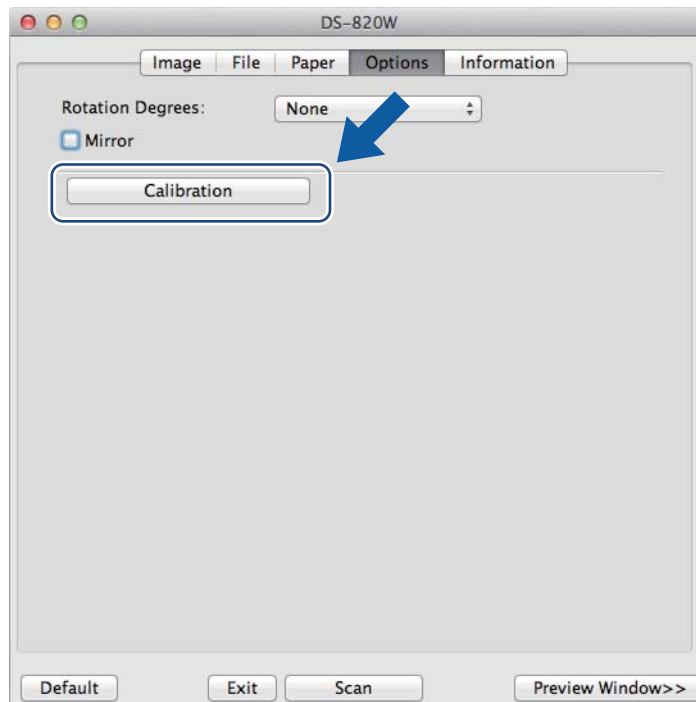 DS-820W
Image File Paper Options Information
Rotation Degrees: None
Mirror
Calibration
Default Exit Scan Preview Window>>